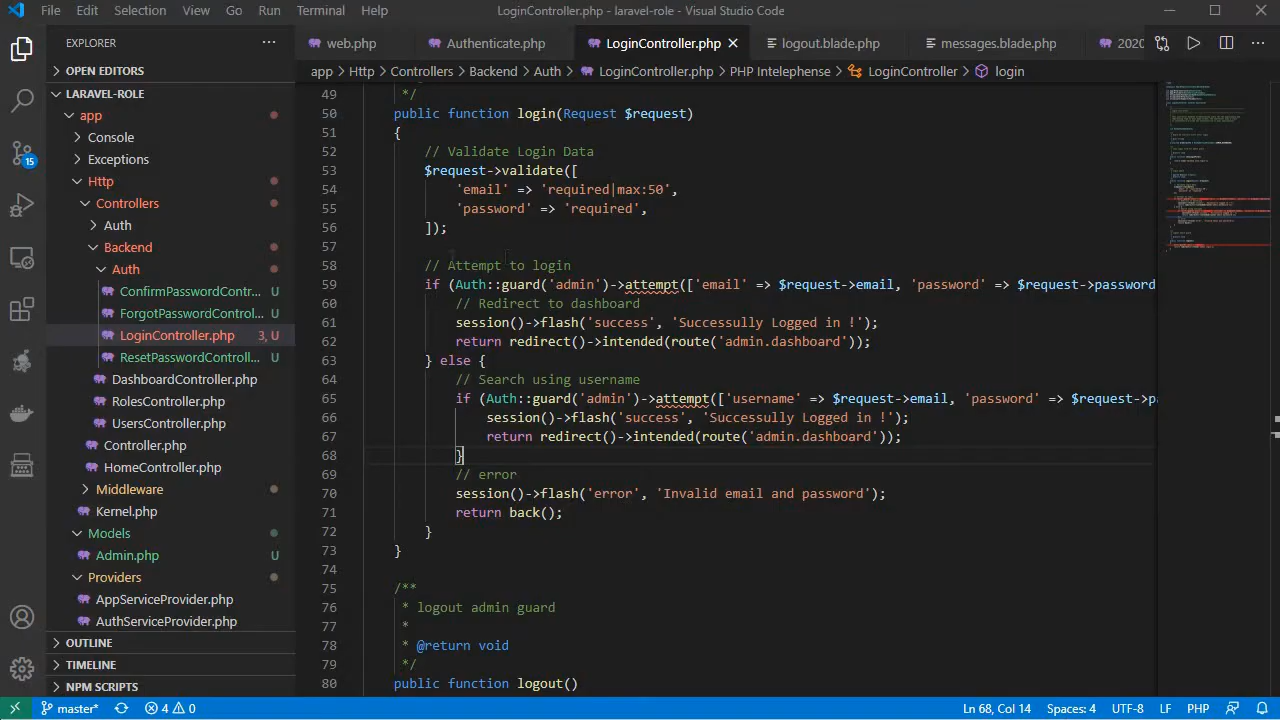 File Edit Selection View Go Run Terminal Help
LoginController.php - laravel-role - Visual Studio Code
EXPLORER
web.php
Authenticate.php
LoginController.php
logout.blade.php
messages.blade.php
2020
OPEN EDITORS
app > Http > Controllers > Backend > Auth > LoginController.php > PHP Intelephense > LoginController > login
LARAVEL-ROLE
app
Console
Exceptions
Http
Controllers
Auth
Backend
Auth
ConfirmPasswordContr... U
ForgotPasswordControl... U
LoginController.php 3, U
ResetPasswordControll... U
DashboardController.php
RolesController.php
UsersController.php
Controller.php
HomeController.php
Middleware
Kernel.php
Models
Admin.php U
Providers
AppServiceProvider.php
AuthServiceProvider.php
OUTLINE
TIMELINE
NPM SCRIPTS
15
49 */
50 public function login(Request $request)
51 {
52 // Validate Login Data
53 $request->validate([
54 'email' => 'required|max:50',
55 'password' => 'required',
56 ]);
57
58 // Attempt to login
59 if (Auth::guard('admin')->attempt(['email' => $request->email, 'password' => $request->password
60 // Redirect to dashboard
61 session()->flash('success', 'Successully Logged in !');
62 return redirect()->intended(route('admin.dashboard'));
63 } else {
64 // Search using username
65 if (Auth::guard('admin')->attempt(['username' => $request->email, 'password' => $request->pa
66 session()->flash('success', 'Successully Logged in !');
67 return redirect()->intended(route('admin.dashboard'));
68 }
69 // error
70 session()->flash('error', 'Invalid email and password');
71 return back();
72 }
73 }
74
75 /**
76 * logout admin guard
77 *
78 * @return void
79 */
80 public function logout()
master* 4 0 Ln 68, Col 14 Spaces: 4 UTF-8 LF PHP